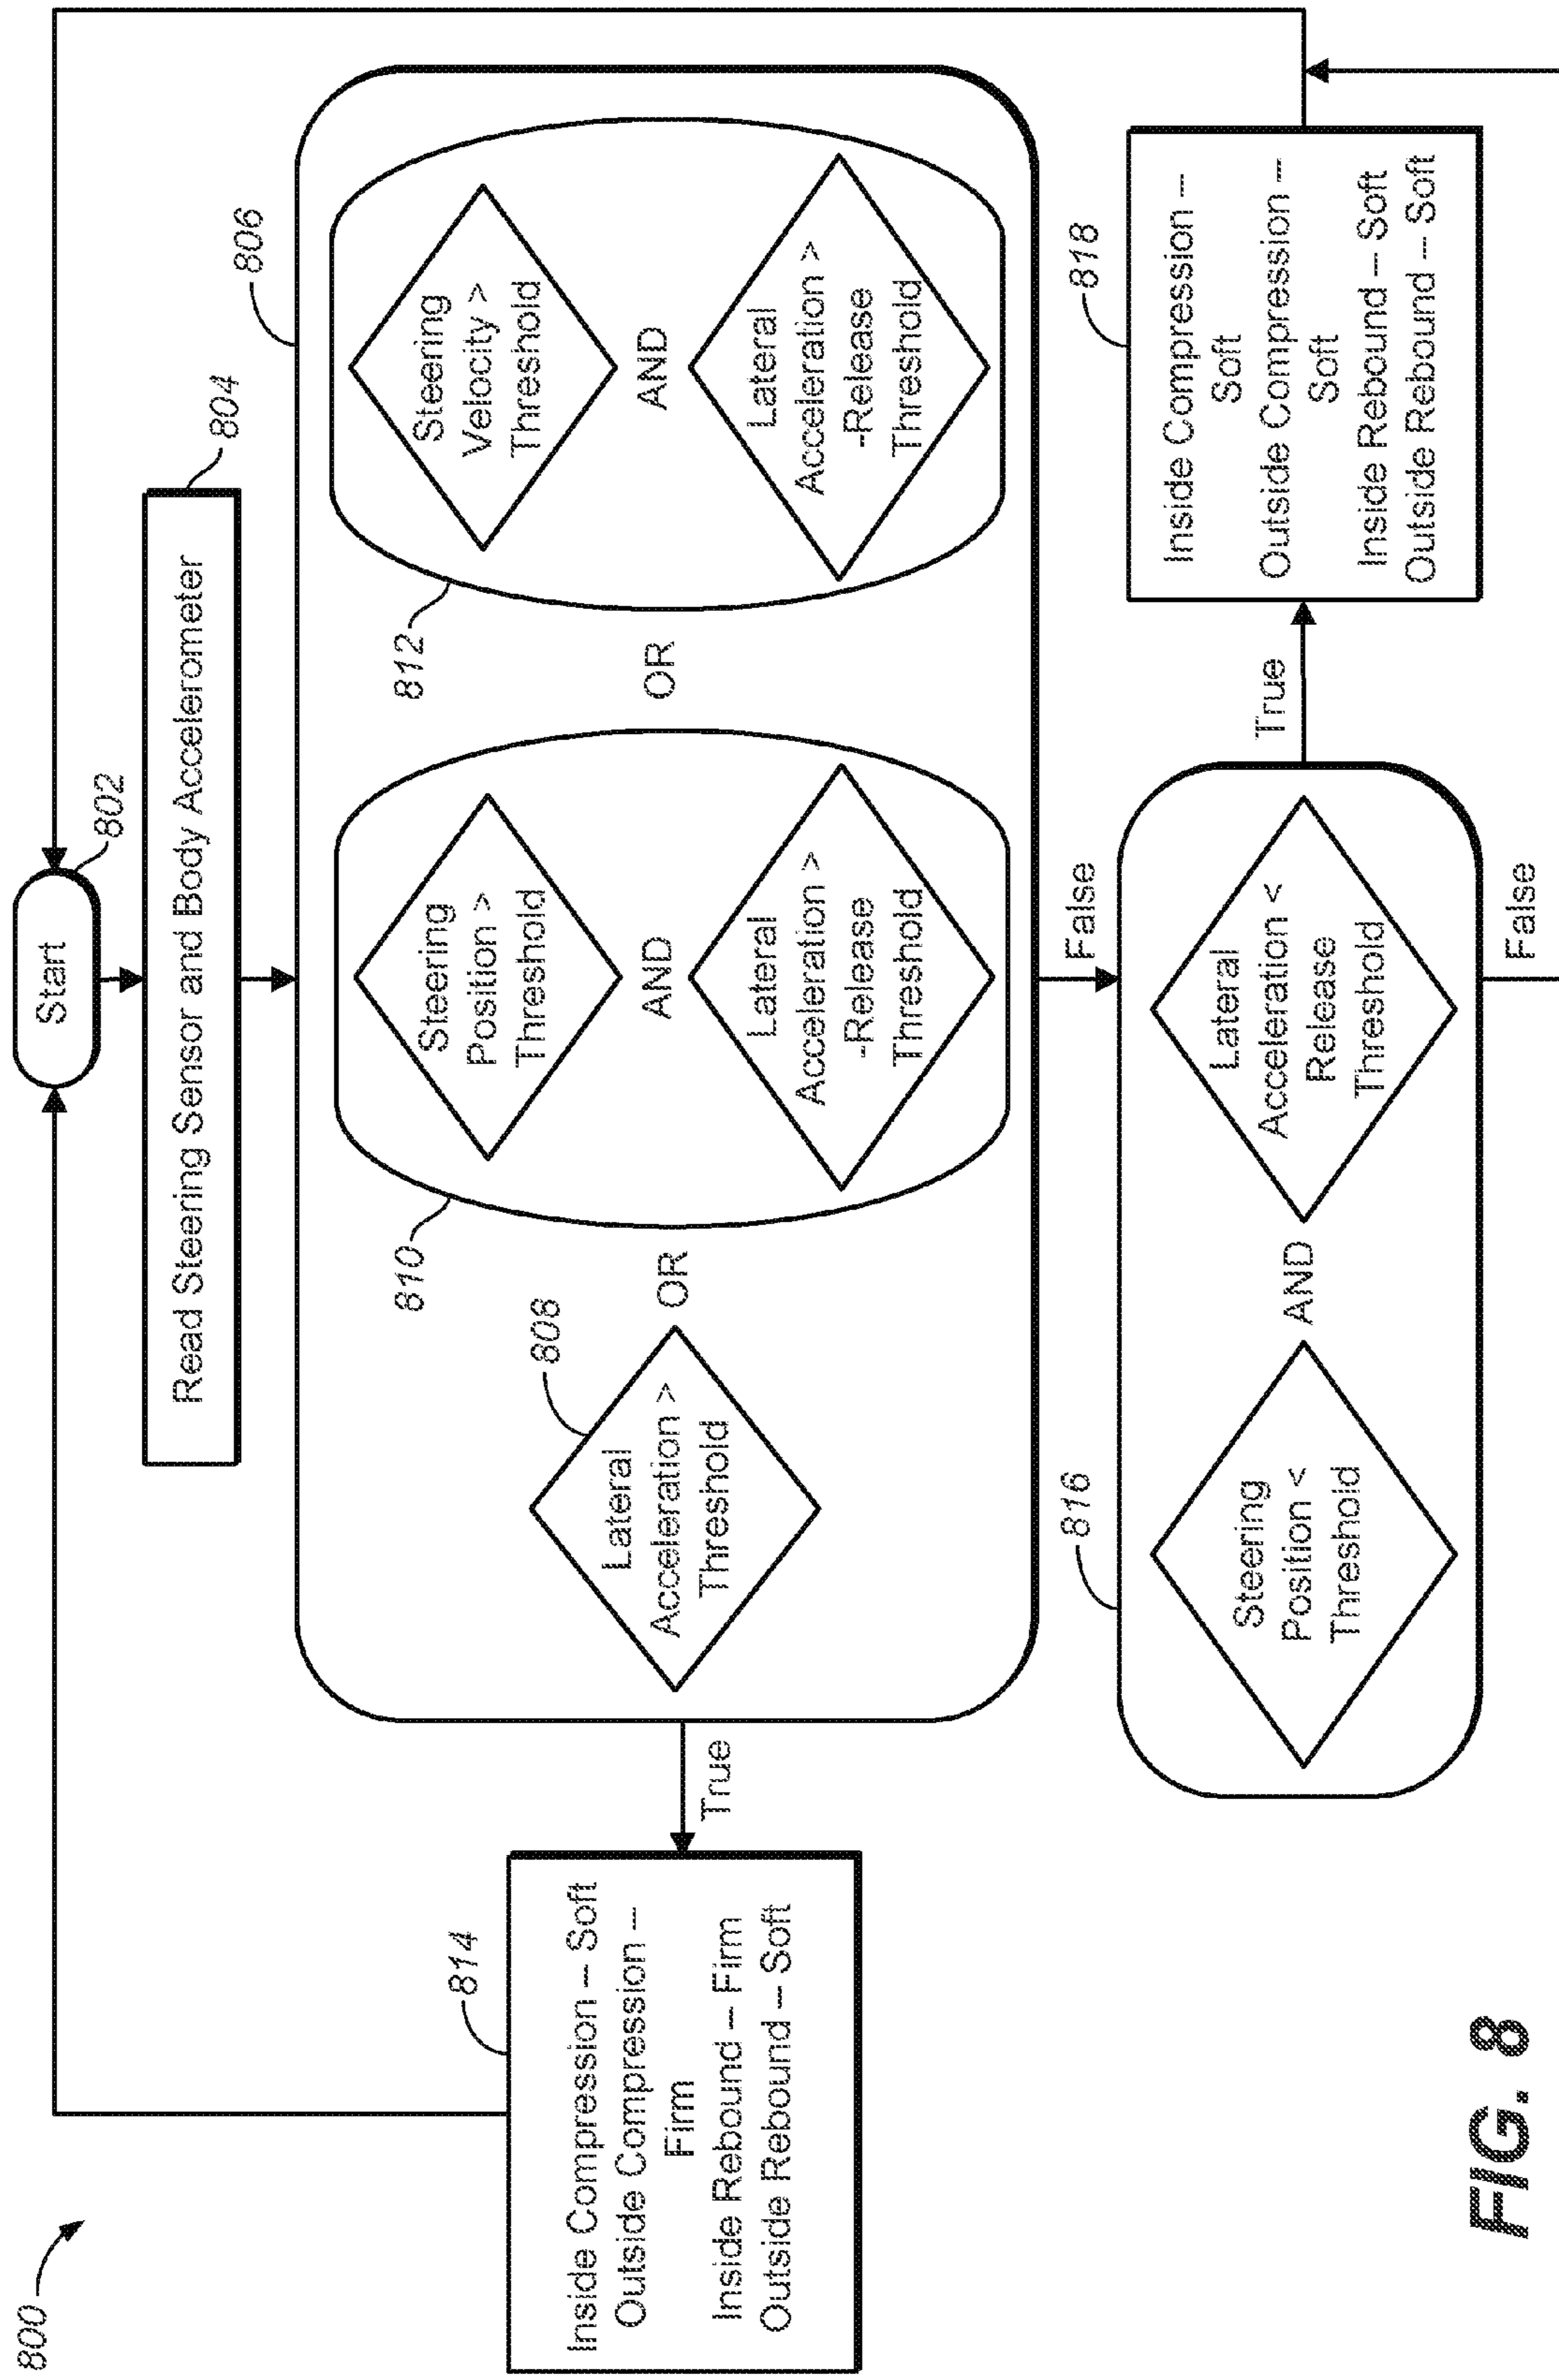 800
Start
802
Read Steering Sensor and Body Accelerometer
804
806
Lateral
Acceleration >
Threshold
808
OR
810
Steering
Position >
Threshold
AND
Lateral
Acceleration >
-Release
Threshold
OR
812
Steering
Velocity >
Threshold
AND
Lateral
Acceleration >
-Release
Threshold
True
814
Inside Compression – Soft
Outside Compression –
Firm
Inside Rebound – Firm
Outside Rebound – Soft
False
816
Steering
Position <
Threshold
AND
Lateral
Acceleration <
Release
Threshold
True
818
Inside Compression –
Soft
Outside Compression –
Soft
Inside Rebound – Soft
Outside Rebound – Soft
False
FIG. 8